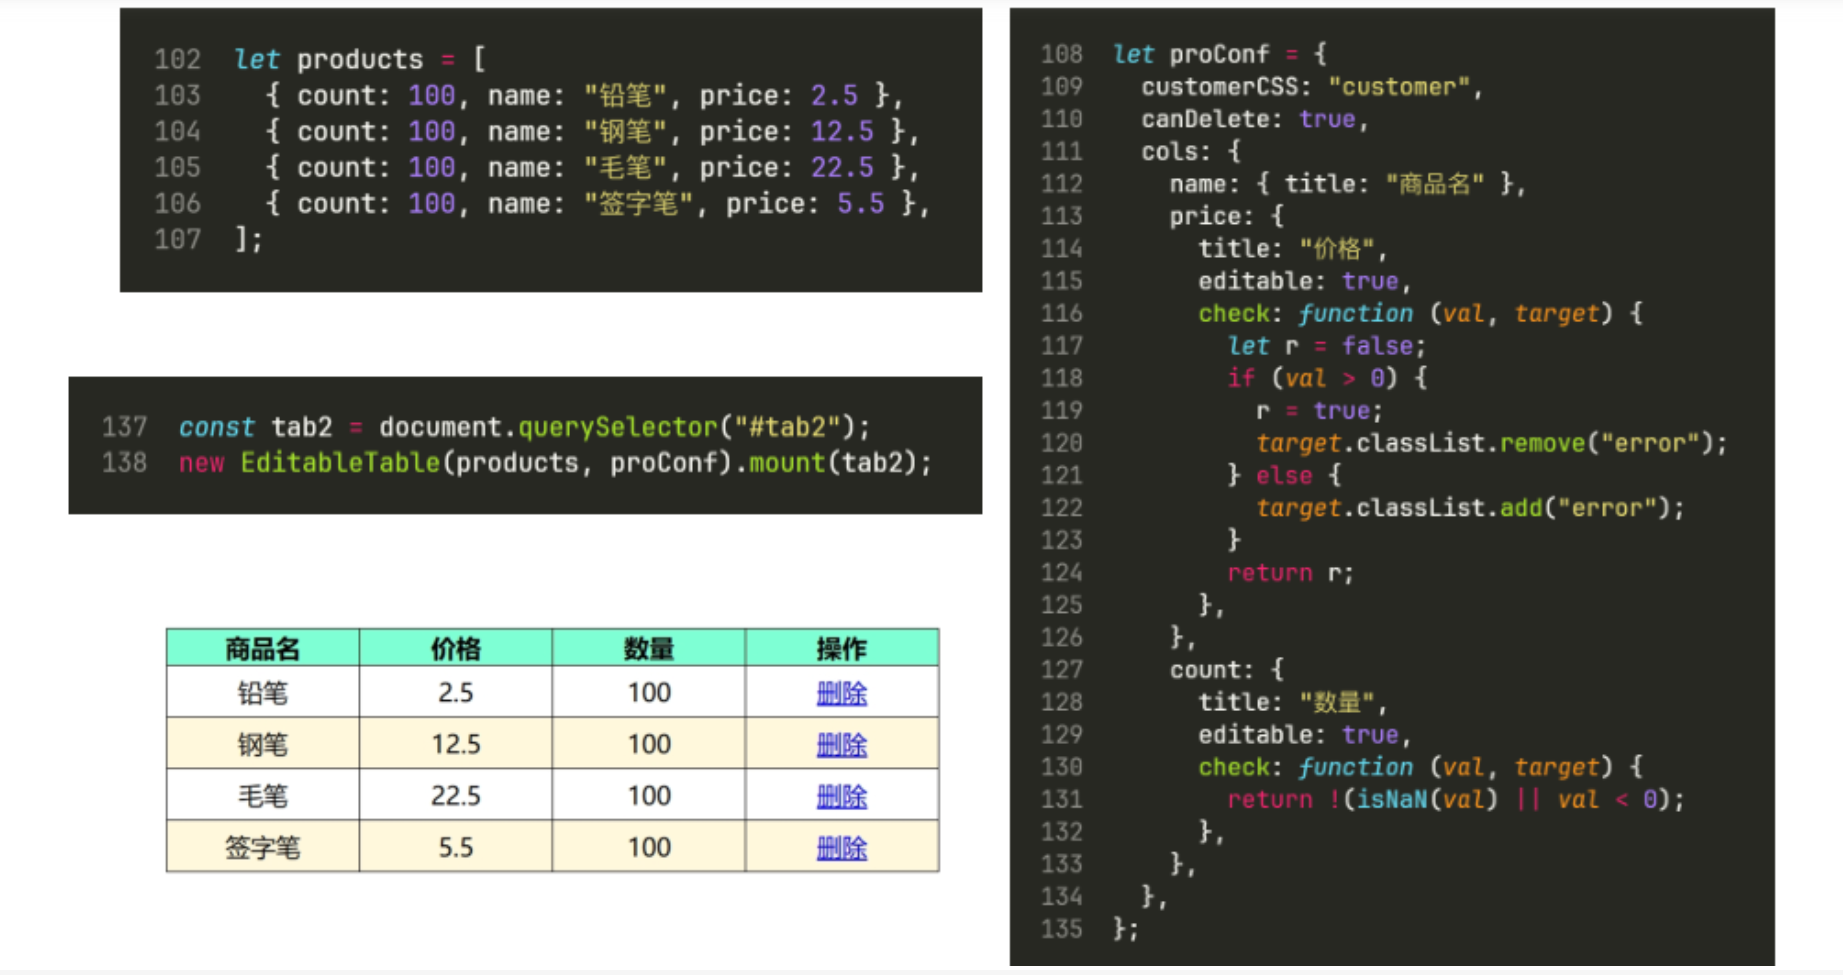 102 let products = [
103 { count: 100, name: "铅笔", price: 2.5 },
104 { count: 100, name: "钢笔", price: 12.5 },
105 { count: 100, name: "毛笔", price: 22.5 },
106 { count: 100, name: "签字笔", price: 5.5 },
107 ];
137 const tab2 = document.querySelector("#tab2");
138 new EditableTable(products, proConf).mount(tab2);
商品名 价格 数量 操作
铅笔 2.5 100 删除
钢笔 12.5 100 删除
毛笔 22.5 100 删除
签字笔 5.5 100 删除
108 let proConf = {
109 customerCSS: "customer",
110 canDelete: true,
111 cols: {
112 name: { title: "商品名" },
113 price: {
114 title: "价格",
115 editable: true,
116 check: function (val, target) {
117 let r = false;
118 if (val > 0) {
119 r = true;
120 target.classList.remove("error");
121 } else {
122 target.classList.add("error");
123 }
124 return r;
125 },
126 },
127 count: {
128 title: "数量",
129 editable: true,
130 check: function (val, target) {
131 return !(isNaN(val) || val < 0);
132 },
133 },
134 },
135 };